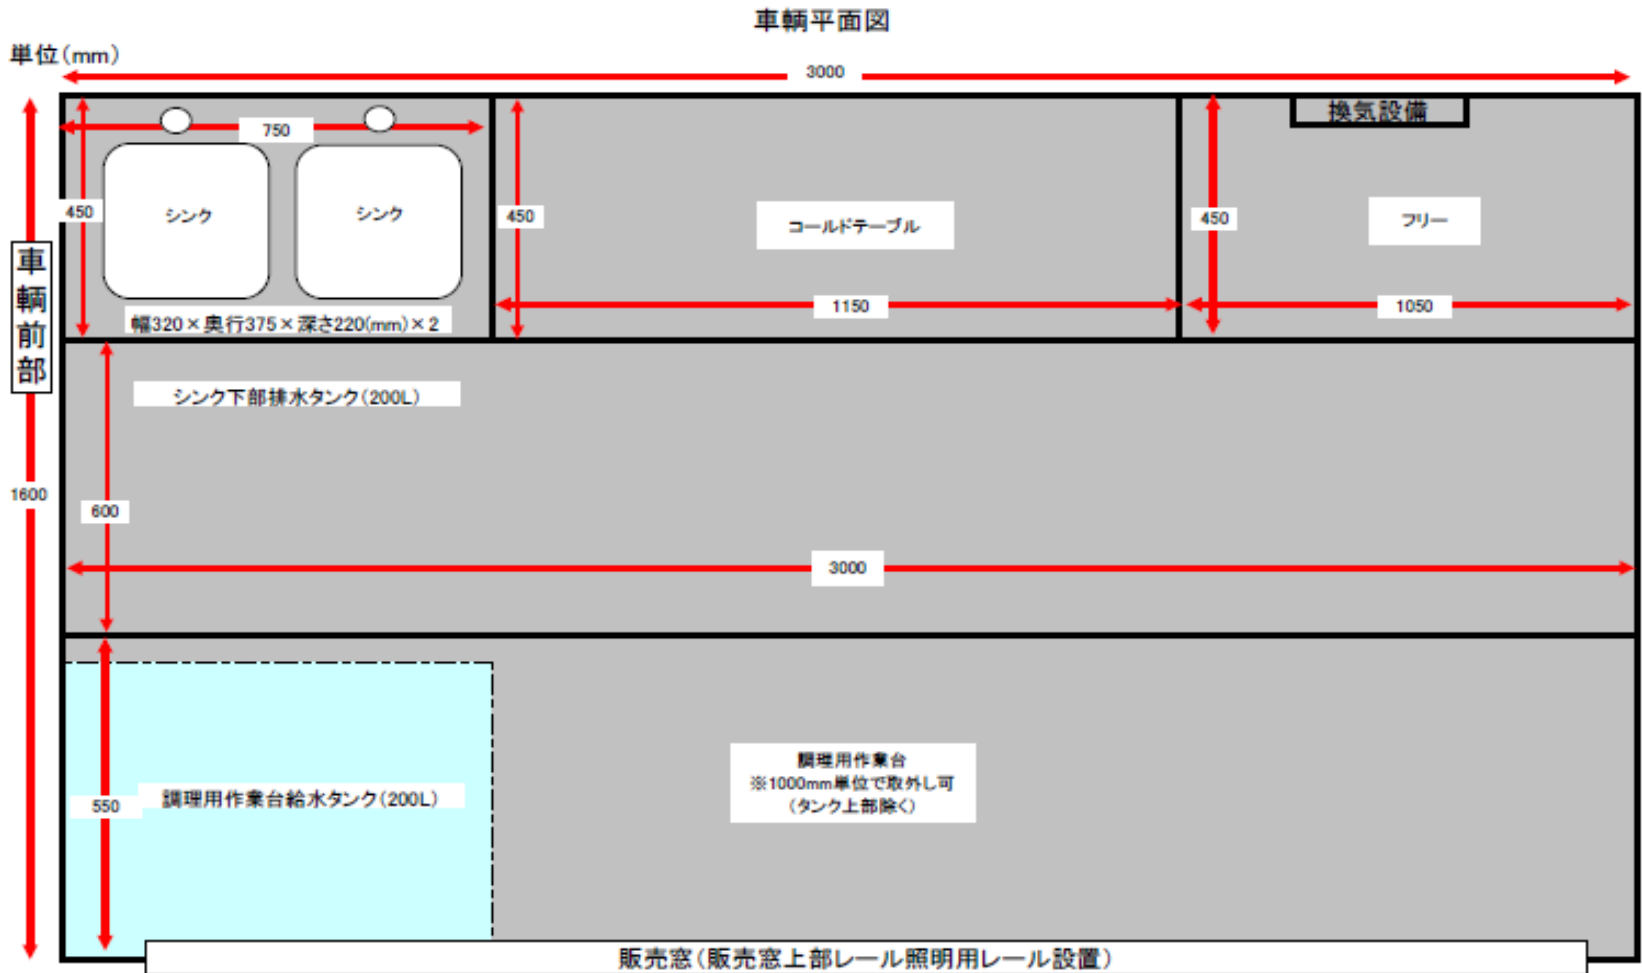 車輌平面図
単位(mm)
3000
換気設備
750
450
シンク
シンク
450
コールドテーブル
450
フリー
車輌前部
1150
1050
幅320×奥行375×深さ220(mm)×2
シンク下部排水タンク(200L)
1600
600
3000
調理用作業台
※1000mm単位で取外し可
(タンク上部除く)
550
調理用作業台給水タンク(200L)
販売窓(販売窓上部レール照明用レール設置)